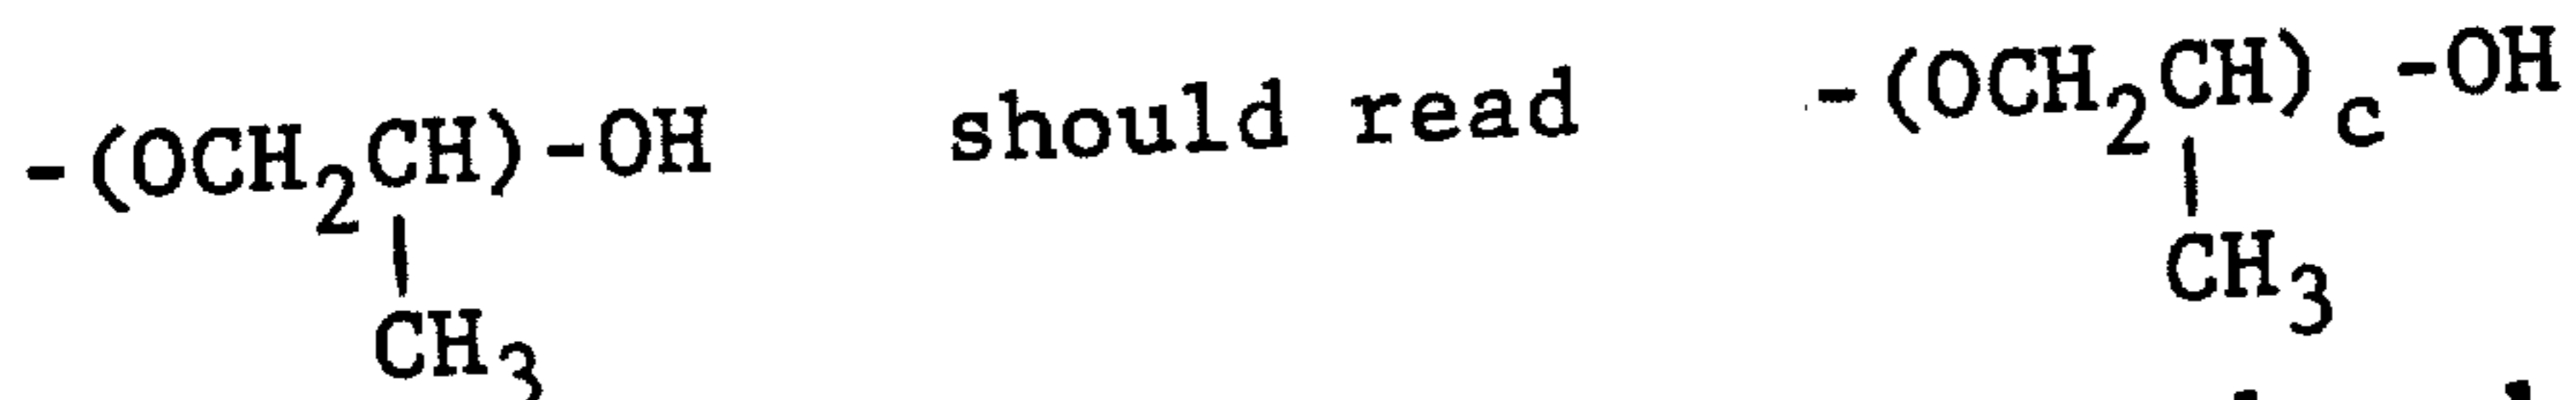 -(OCH2CH)-OH should read -(OCH2CH)c-OH
CH3 CH3